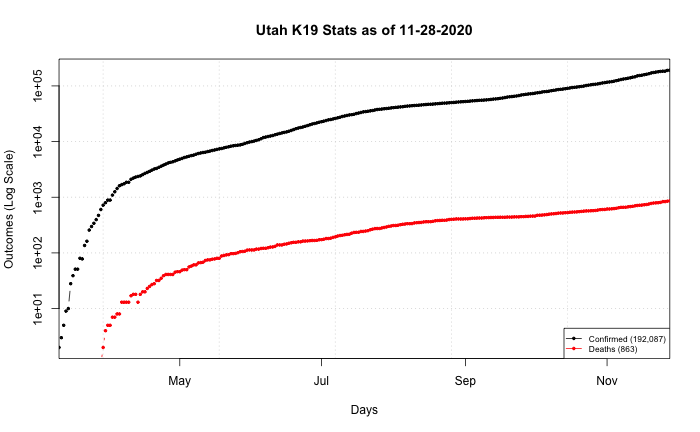 Utah K19 Stats as of 11-28-2020
Outcomes (Log Scale)
1e+05
1e+04
1e+03
1e+02
1e+01
Confirmed (192,087)
Deaths (863)
May Jul Sep Nov
Days